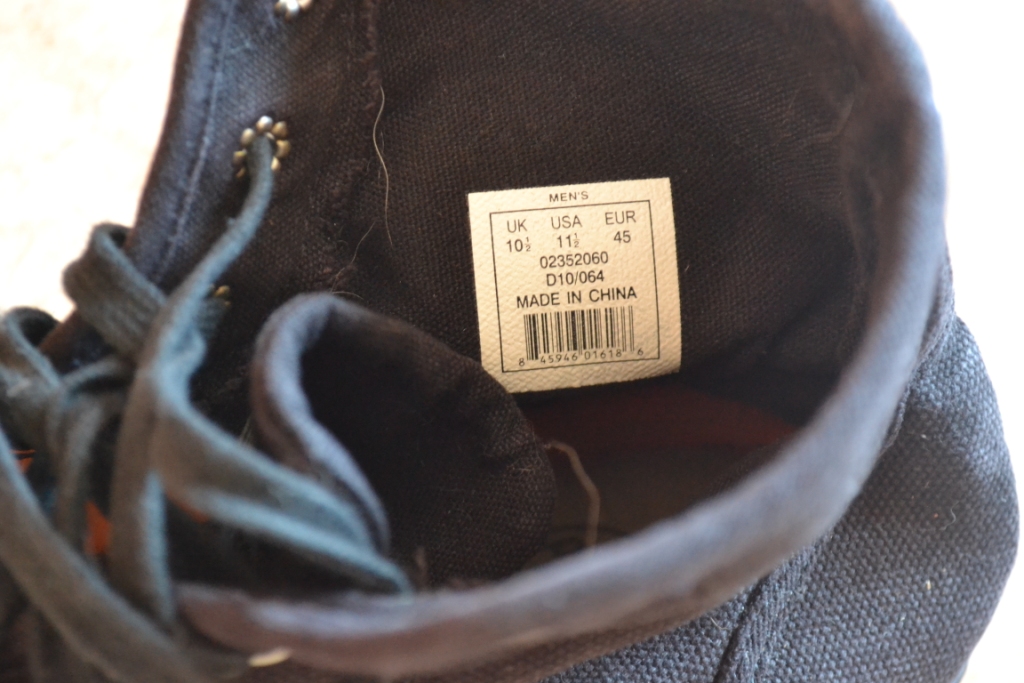 MEN'S
UK USA EUR
10½ 11½ 45
02352060
D10/064
MADE IN CHINA
8 45946 01618 6